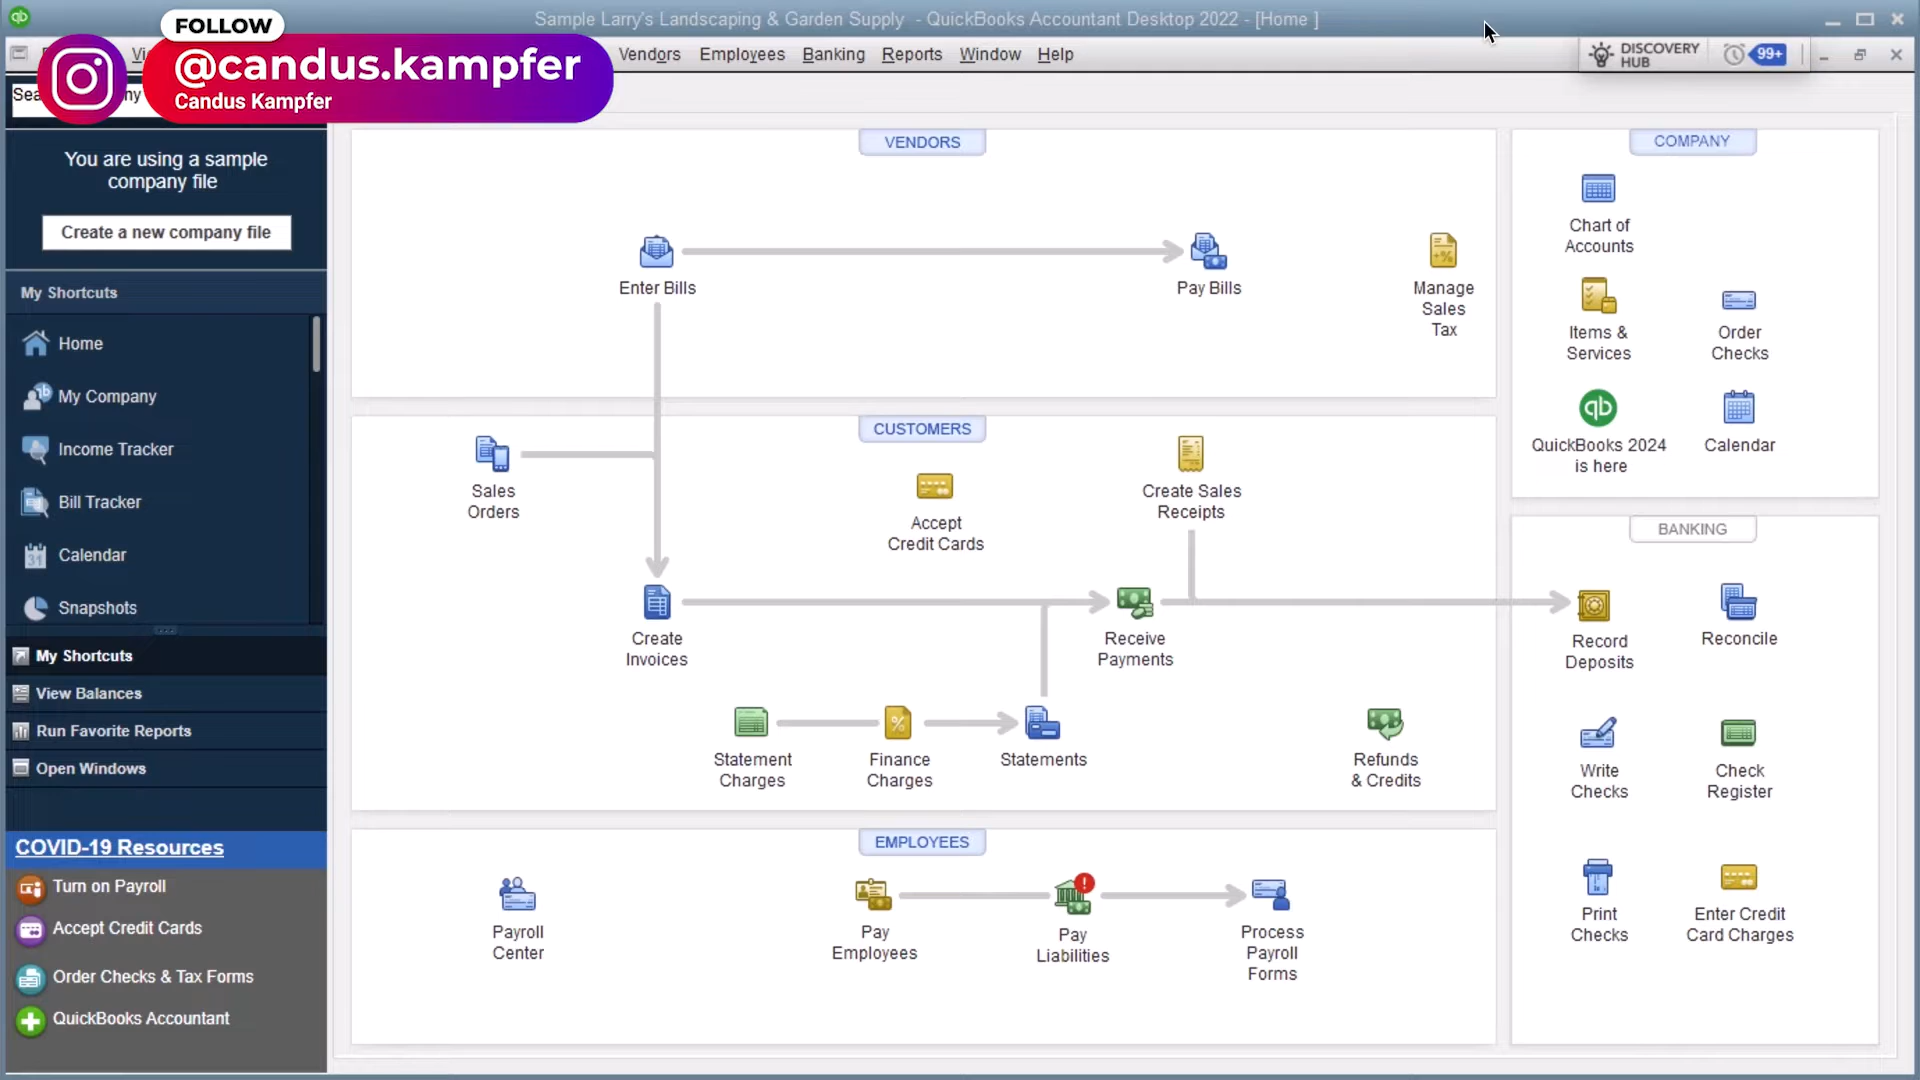 Sample Larry's Landscaping & Garden Supply - QuickBooks Accountant Desktop 2022 - [Home ]
FOLLOW
@candus.kampfer
Candus Kampfer
Vendors Employees Banking Reports Window Help
DISCOVERY
HUB
99+
You are using a sample
company file
Create a new company file
My Shortcuts
Home
My Company
Income Tracker
Bill Tracker
Calendar
31
Snapshots
My Shortcuts
View Balances
Run Favorite Reports
Open Windows
COVID-19 Resources
Turn on Payroll
Accept Credit Cards
Order Checks & Tax Forms
QuickBooks Accountant
VENDORS
Enter Bills
Pay Bills
Manage
Sales
Tax
CUSTOMERS
Sales
Orders
Accept
Credit Cards
Create Sales
Receipts
Create
Invoices
Receive
Payments
Statement
Charges
Finance
Charges
Statements
Refunds
& Credits
EMPLOYEES
Payroll
Center
Pay
Employees
Pay
Liabilities
Process
Payroll
Forms
COMPANY
Chart of
Accounts
Items &
Services
Order
Checks
qb
QuickBooks 2024
is here
Calendar
BANKING
Record
Deposits
Reconcile
Write
Checks
Check
Register
Print
Checks
Enter Credit
Card Charges